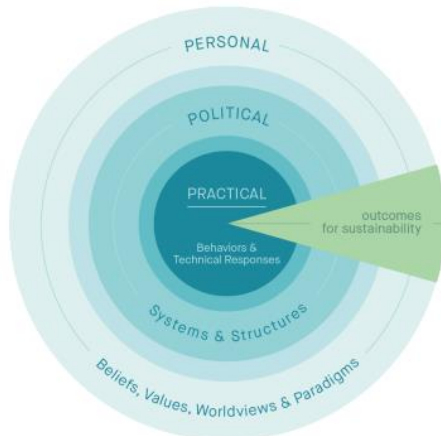 PERSONAL
POLITICAL
PRACTICAL
Behaviors &
Technical Responses
outcomes
for sustainability
Systems & Structures
Beliefs, Values, Worldviews & Paradigms